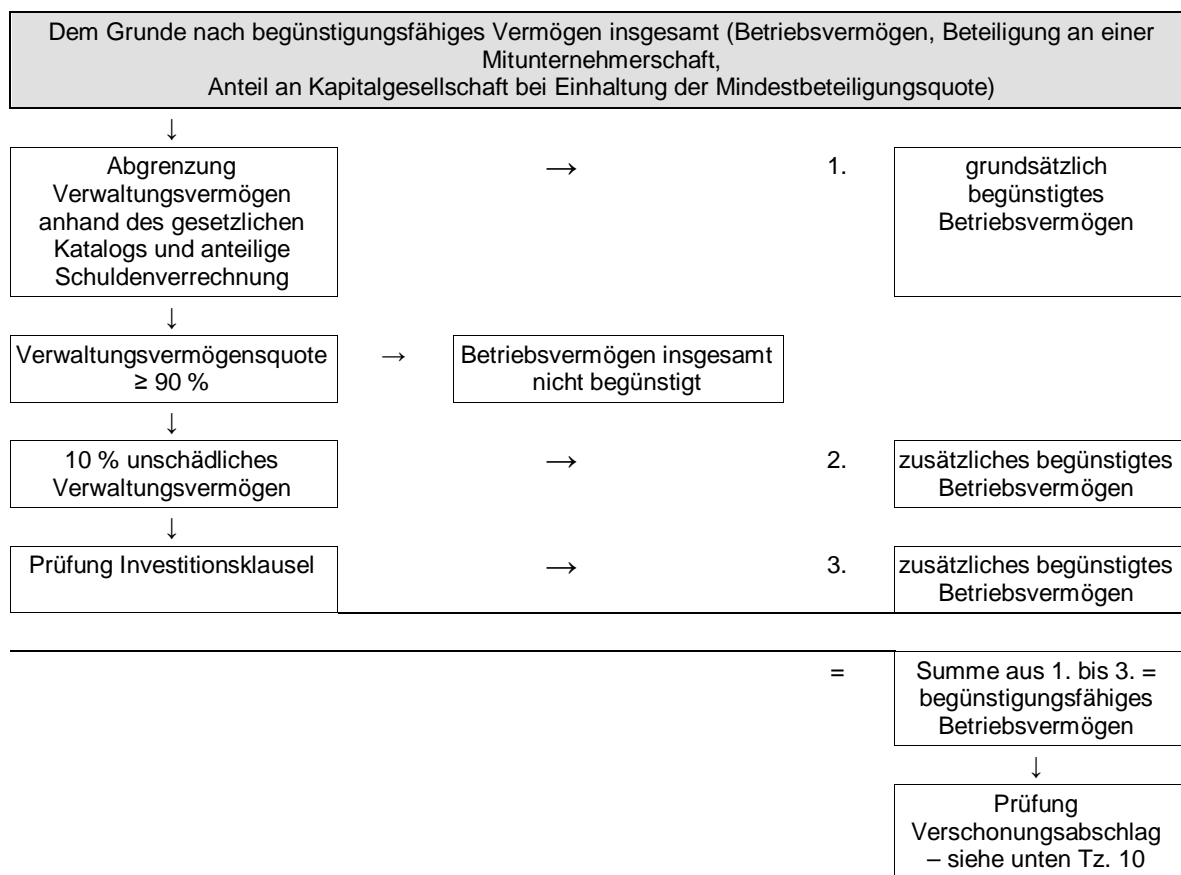 Dem Grunde nach begünstigungsfähiges Vermögen insgesamt (Betriebsvermögen, Beteiligung an einer
Mitunternehmerschaft,
Anteil an Kapitalgesellschaft bei Einhaltung der Mindestbeteiligungsquote)
↓
Abgrenzung
Verwaltungsvermögen
anhand des gesetzlichen
Katalogs und anteilige
Schuldenverrechnung
→
1.
grundsätzlich
begünstigtes
Betriebsvermögen
↓
Verwaltungsvermögensquote
≥ 90 %
→
Betriebsvermögen insgesamt
nicht begünstigt
↓
10 % unschädliches
Verwaltungsvermögen
→
2.
zusätzliches begünstigtes
Betriebsvermögen
↓
Prüfung Investitionsklausel
→
3.
zusätzliches begünstigtes
Betriebsvermögen
=
Summe aus 1. bis 3. =
begünstigungsfähiges
Betriebsvermögen
↓
Prüfung
Verschonungsabschlag
– siehe unten Tz. 10